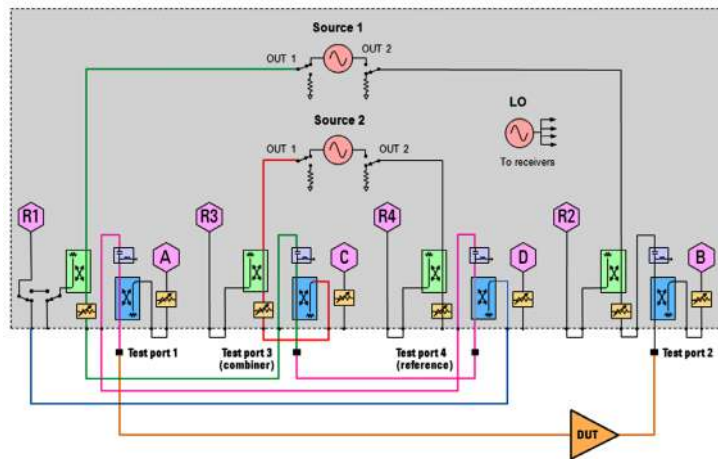 Source 1
OUT 1
OUT 2
LO
Source 2
OUT 1
OUT 2
To receivers
R1
R3
R4
R2
A
C
D
B
Test port 1
Test port 3
(combiner)
Test port 4
(reference)
Test port 2
DUT